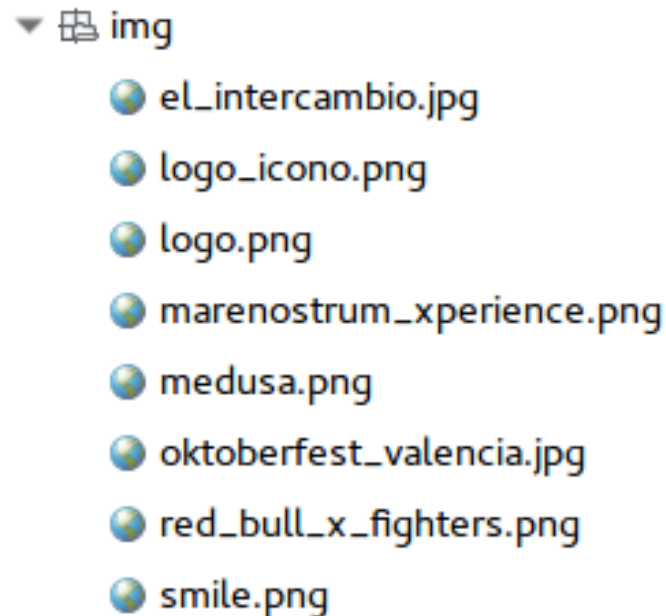 img
el_intercambio.jpg
logo_icono.png
logo.png
marenostrum_xperience.png
medusa.png
oktoberfest_valencia.jpg
red_bull_x_fighters.png
smile.png